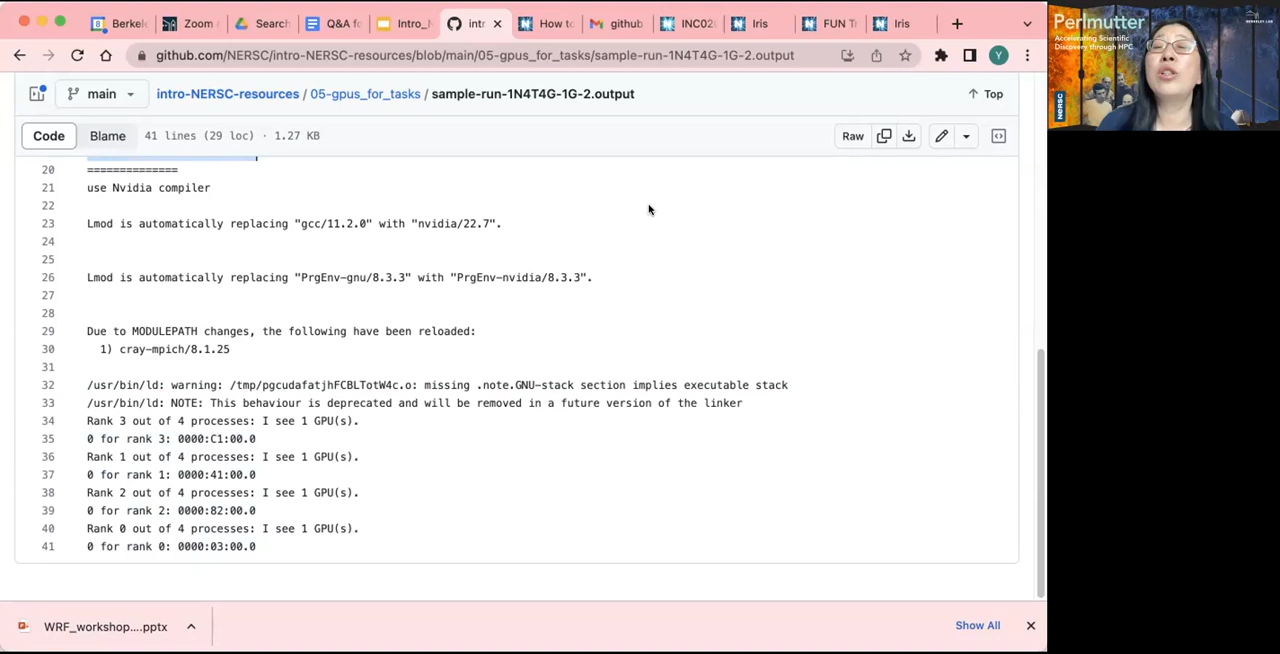 Berkel
Zoom
Search
Q&A fo
Intro_N
intr
How to
github
INC02
Iris
FUN Tr
Iris
github.com/NERSC/intro-NERSC-resources/blob/main/05-gpus_for_tasks/sample-run-1N4T4G-1G-2.output
Y
main
intro-NERSC-resources / 05-gpus_for_tasks / sample-run-1N4T4G-1G-2.output
Top
Code Blame 41 lines (29 loc) · 1.27 KB
Raw
20 ==============
21 use Nvidia compiler
22
23 Lmod is automatically replacing "gcc/11.2.0" with "nvidia/22.7".
24
25
26 Lmod is automatically replacing "PrgEnv-gnu/8.3.3" with "PrgEnv-nvidia/8.3.3".
27
28
29 Due to MODULEPATH changes, the following have been reloaded:
30 1) cray-mpich/8.1.25
31
32 /usr/bin/ld: warning: /tmp/pgcudafatjhFCBLTotW4c.o: missing .note.GNU-stack section implies executable stack
33 /usr/bin/ld: NOTE: This behaviour is deprecated and will be removed in a future version of the linker
34 Rank 3 out of 4 processes: I see 1 GPU(s).
35 0 for rank 3: 0000:C1:00.0
36 Rank 1 out of 4 processes: I see 1 GPU(s).
37 0 for rank 1: 0000:41:00.0
38 Rank 2 out of 4 processes: I see 1 GPU(s).
39 0 for rank 2: 0000:82:00.0
40 Rank 0 out of 4 processes: I see 1 GPU(s).
41 0 for rank 0: 0000:03:00.0
WRF_workshop....pptx
Show All
Perlmutter
Accelerating Scientific
Discovery through HPC
NERSC
BERKELEY LAB